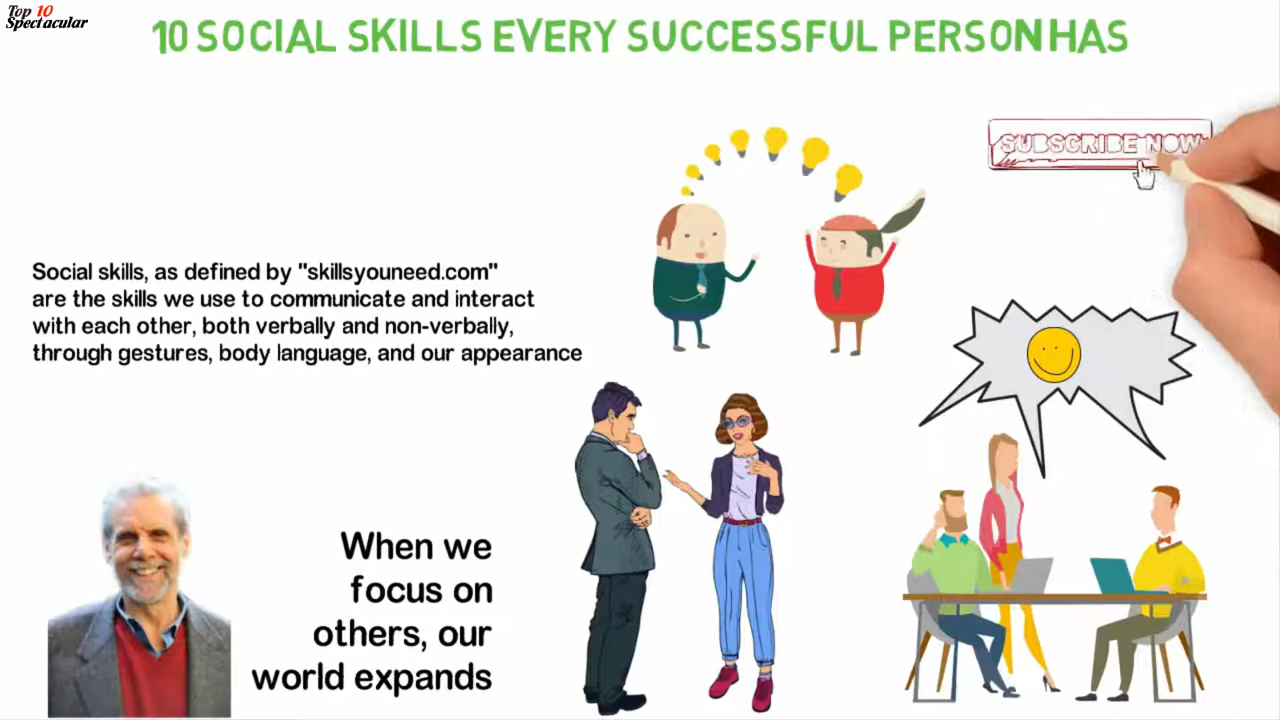 Top 10
Spectacular
10 SOCIAL SKILLS EVERY SUCCESSFUL PERSON HAS
SUBSCRIBE NOW
Social skills, as defined by "skillsyouneed.com"
are the skills we use to communicate and interact
with each other, both verbally and non-verbally,
through gestures, body language, and our appearance
When we
focus on
others, our
world expands